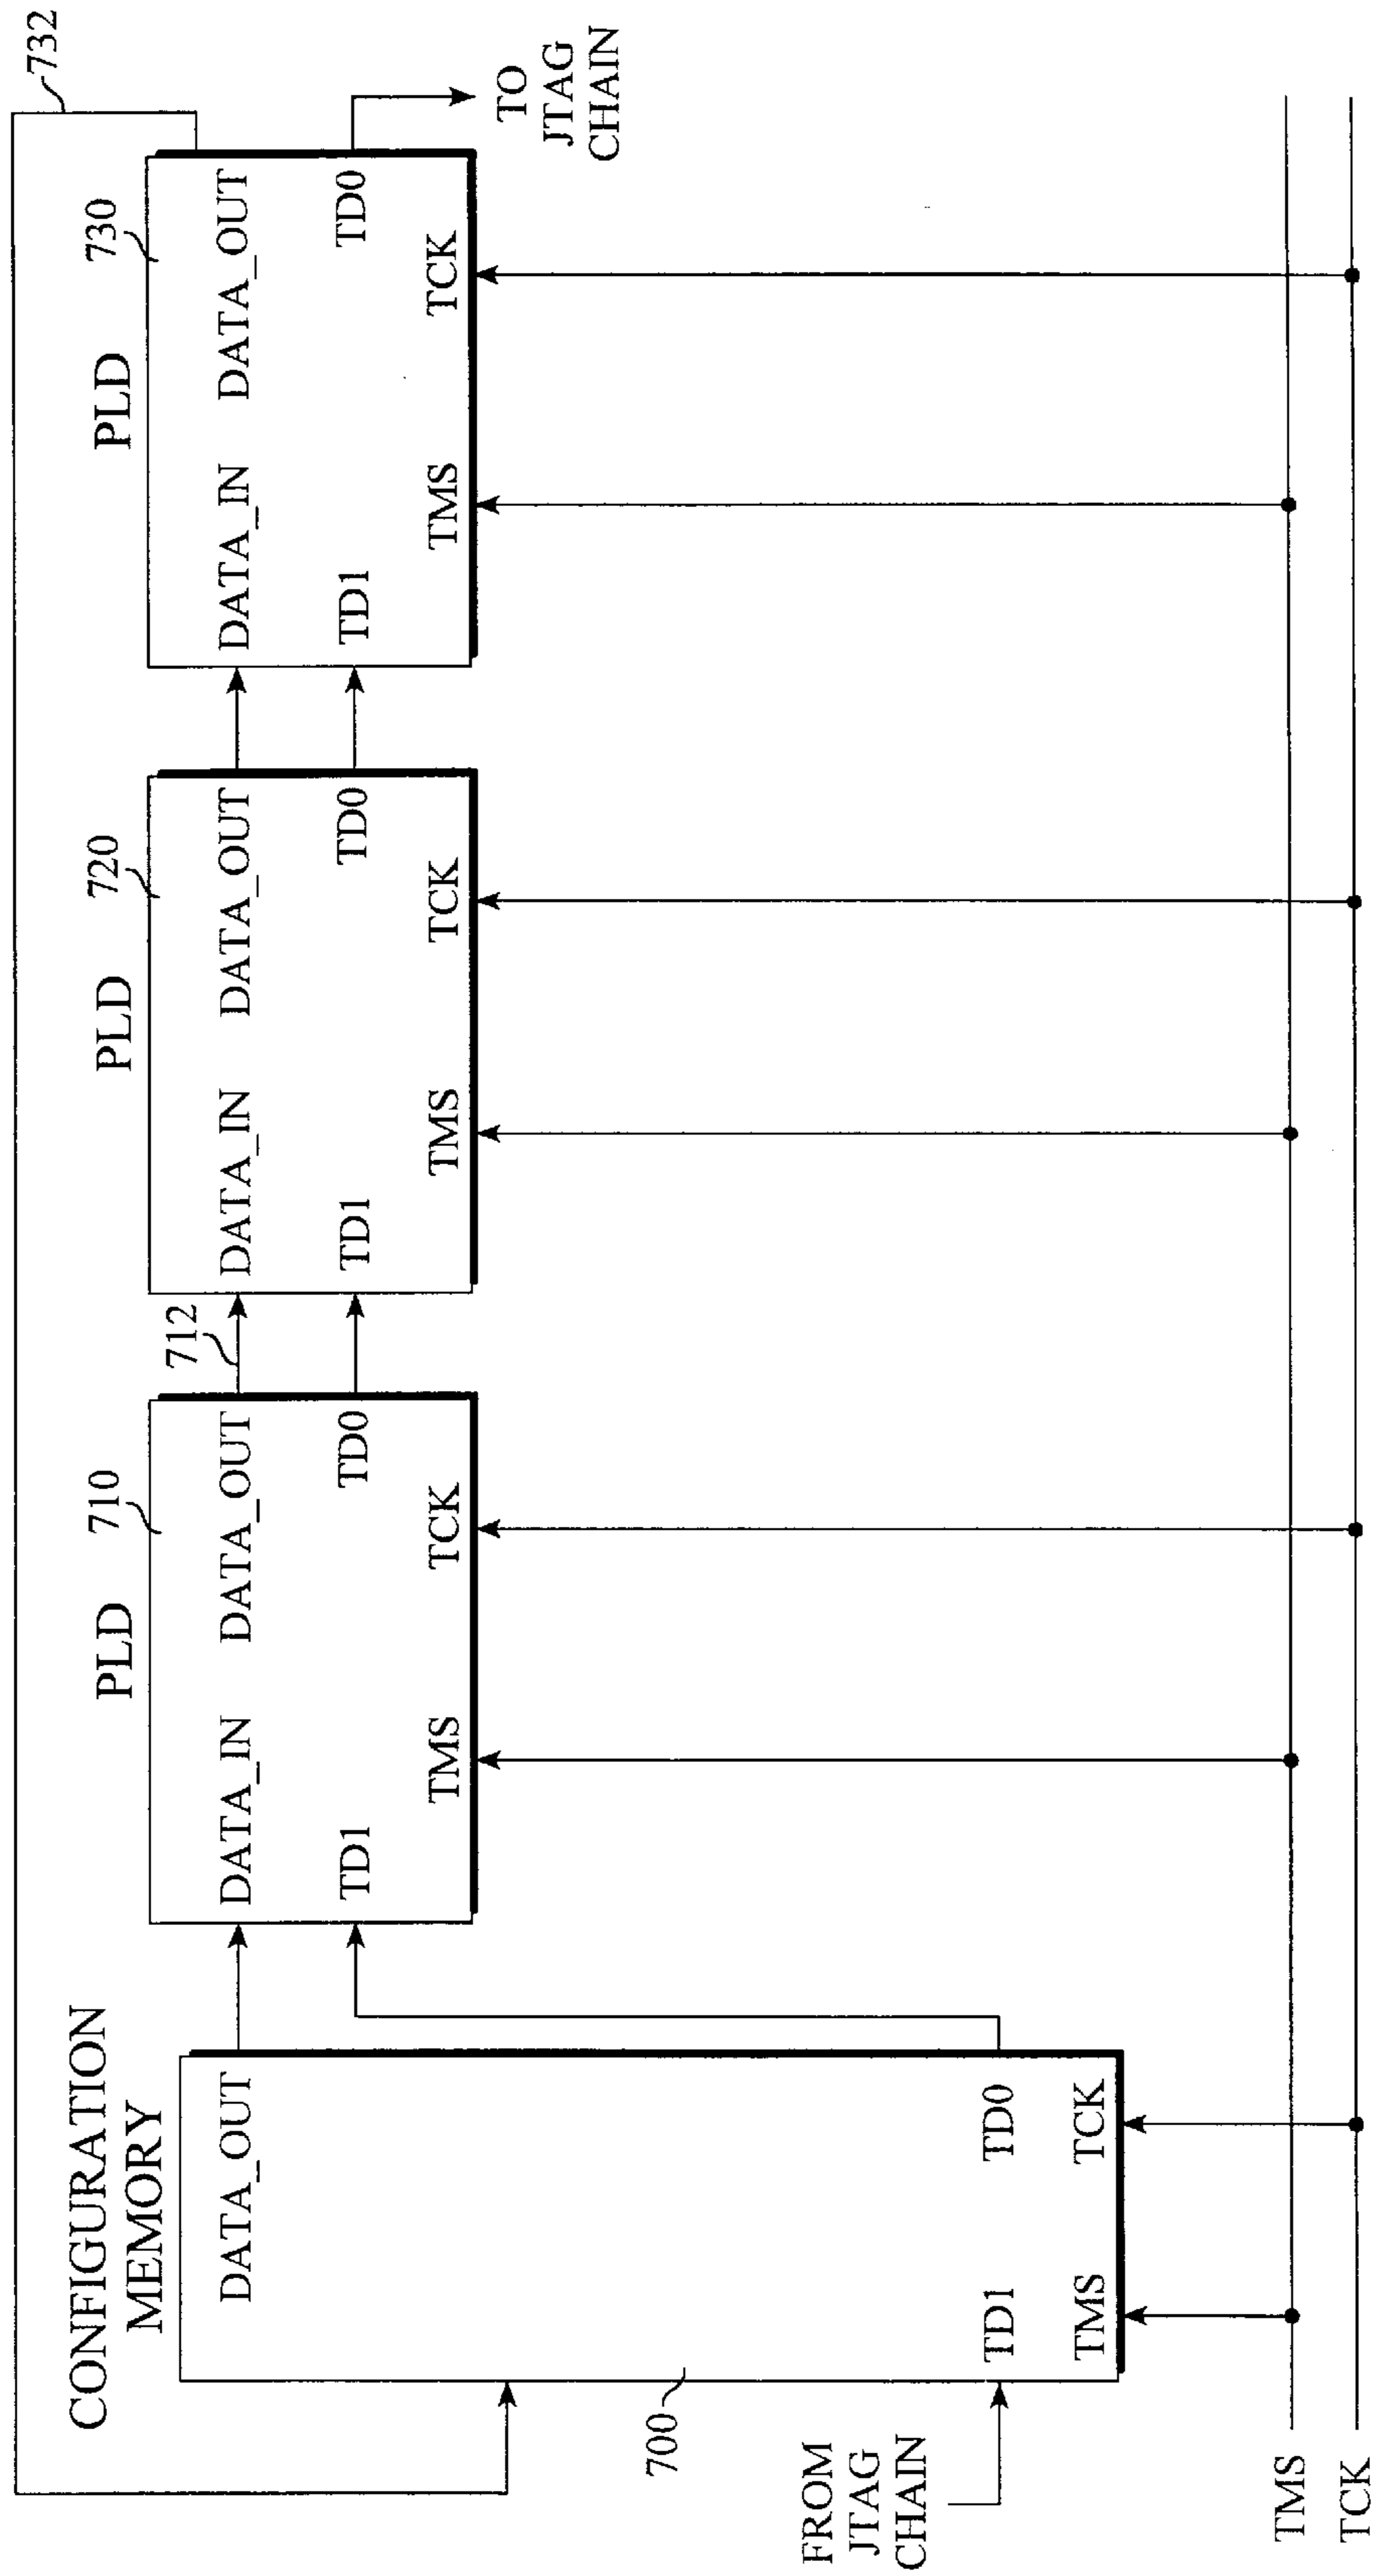 732
PLD
730
DATA_IN DATA_OUT
TD1
TD0
TMS
TCK
TO
JTAG
CHAIN
PLD
720
DATA_IN DATA_OUT
TD1
TD0
TMS
TCK
712
PLD
710
DATA_IN DATA_OUT
TD1
TD0
TMS
TCK
CONFIGURATION
MEMORY
DATA_OUT
700
TD1
TD0
TMS
TCK
FROM
JTAG
CHAIN
TMS
TCK